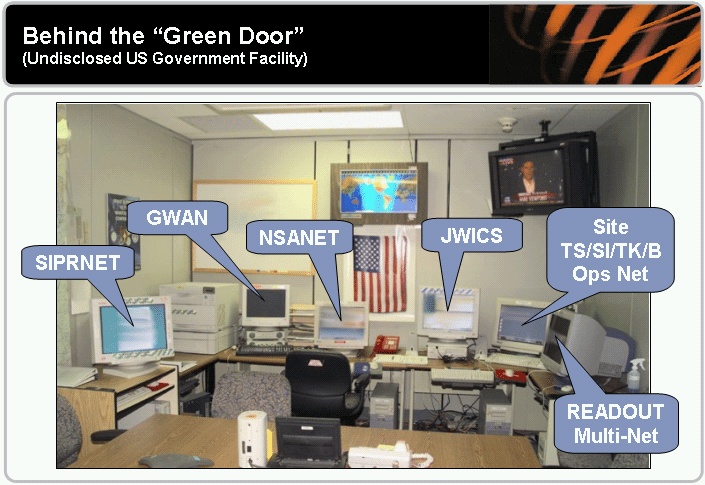 Behind the “Green Door”
(Undisclosed US Government Facility)
GWAN
NSANET
JWICS
Site
TS/SI/TK/B
Ops Net
SIPRNET
READOUT
Multi-Net